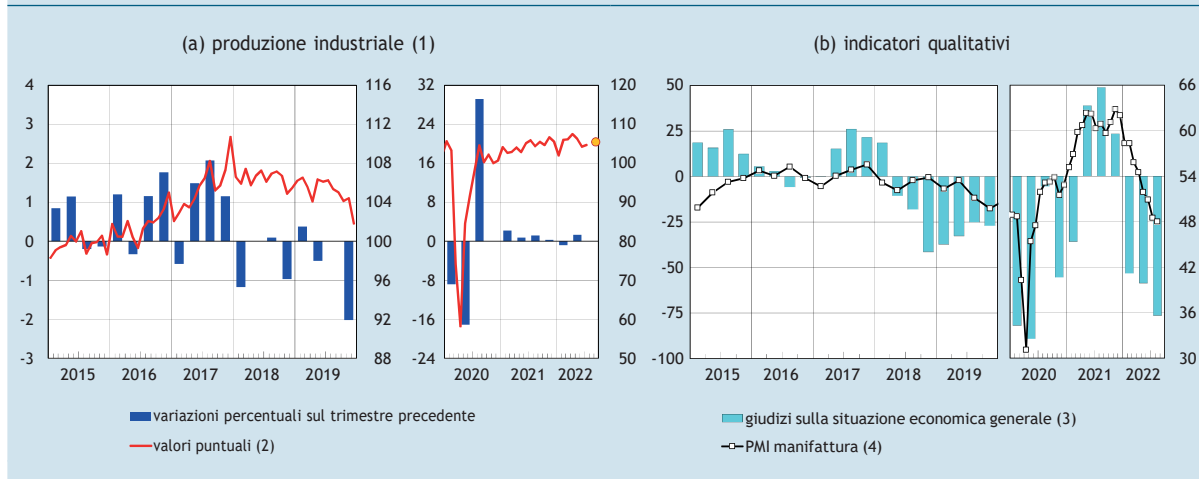 (a) produzione industriale (1)
(b) indicatori qualitativi
4 116 32 120 50 66
3 112 24 110 25 60
2 108 16 100 0 54
1 104 8 90 -25 48
0 100 0 80 -50 42
-1 96 -8 70 -75 36
-2 92 -16 60 -100 30
-3 88 -24 50
2015 2016 2017 2018 2019 2020 2021 2022 2015 2016 2017 2018 2019 2020 2021 2022
variazioni percentuali sul trimestre precedente
valori puntuali (2)
giudizi sulla situazione economica generale (3)
PMI manifattura (4)